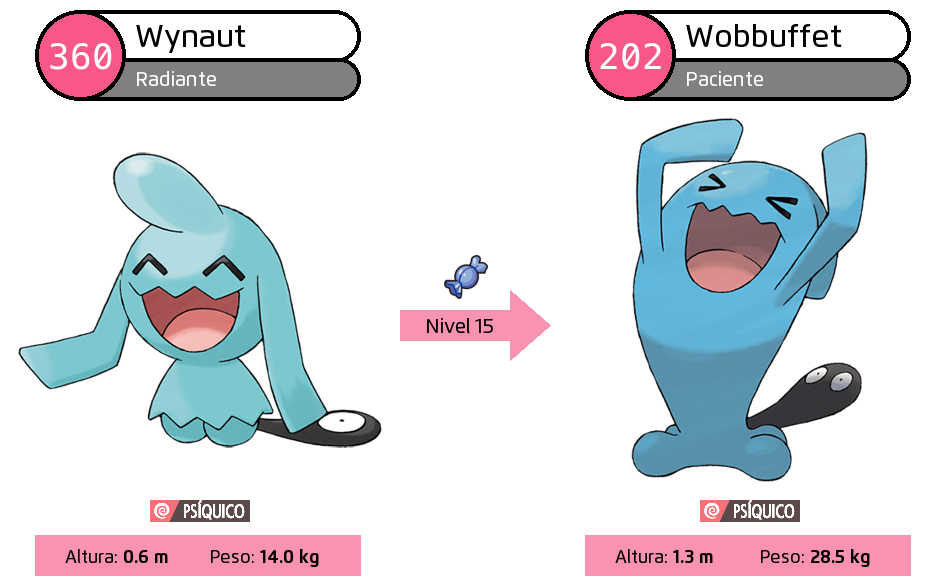 360
Wynaut
Radiante
202
Wobbuffet
Paciente
Nivel 15
PSÍQUICO
PSÍQUICO
Altura: 0.6 m Peso: 14.0 kg
Altura: 1.3 m Peso: 28.5 kg